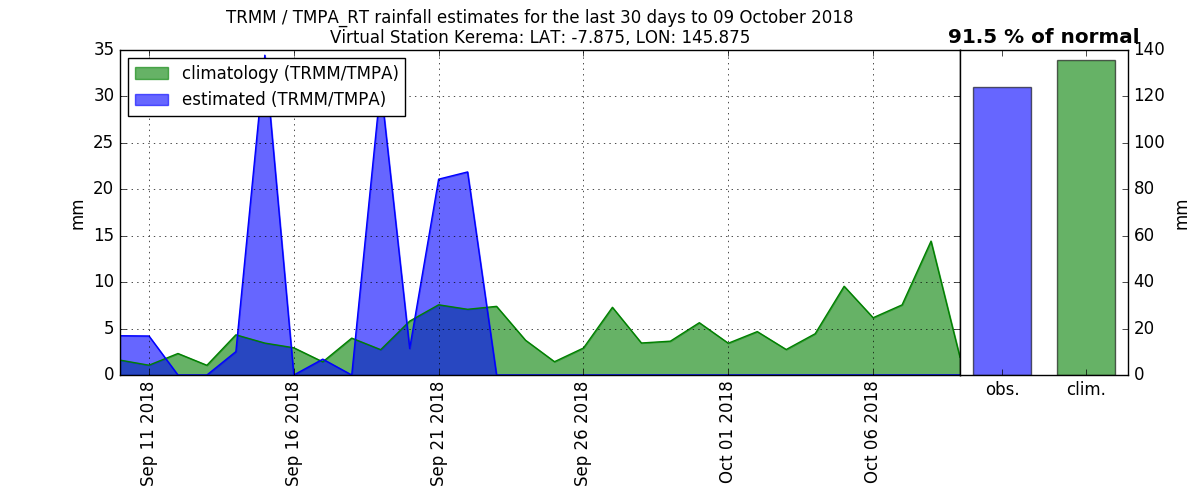 TRMM / TMPA_RT rainfall estimates for the last 30 days to 09 October 2018
Virtual Station Kerema: LAT: -7.875, LON: 145.875
91.5 % of normal
climatology (TRMM/TMPA)
estimated (TRMM/TMPA)
35
30
25
20
15
10
5
0
mm
140
120
100
80
60
40
20
0
mm
Sep 11 2018
Sep 16 2018
Sep 21 2018
Sep 26 2018
Oct 01 2018
Oct 06 2018
obs.
clim.